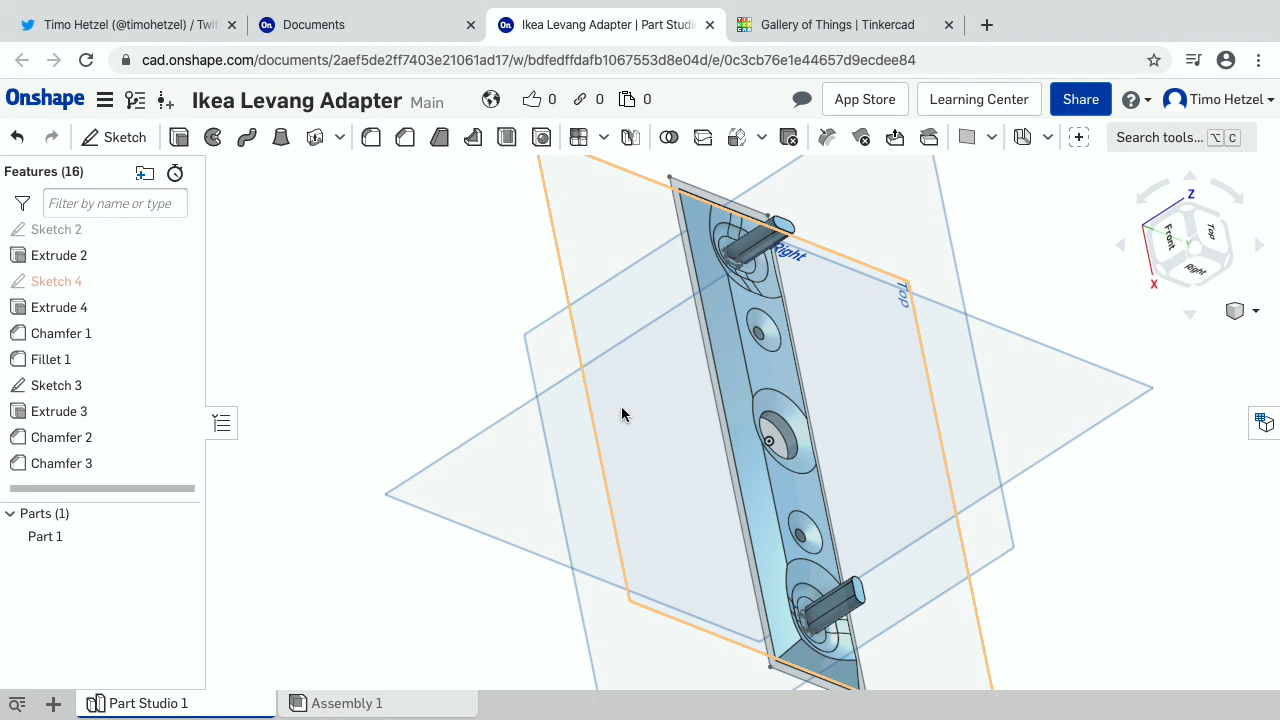 Timo Hetzel (@timohetzel) / Twit
Documents
Ikea Levang Adapter | Part Studi
Gallery of Things | Tinkercad
cad.onshape.com/documents/2aef5de2ff7403e21061ad17/w/bdfedffdafb1067553d8e04d/e/0c3cb76e1e44657d9ecdee84
Onshape
Ikea Levang Adapter Main
0
0
0
App Store
Learning Center
Share
Timo Hetzel
Sketch
Search tools... ⌥ C
Features (16)
Filter by name or type
Sketch 2
Extrude 2
Sketch 4
Extrude 4
Chamfer 1
Fillet 1
Sketch 3
Extrude 3
Chamfer 2
Chamfer 3
Parts (1)
Part 1
Right
Top
Z
Front
Top
Right
X
Part Studio 1
Assembly 1